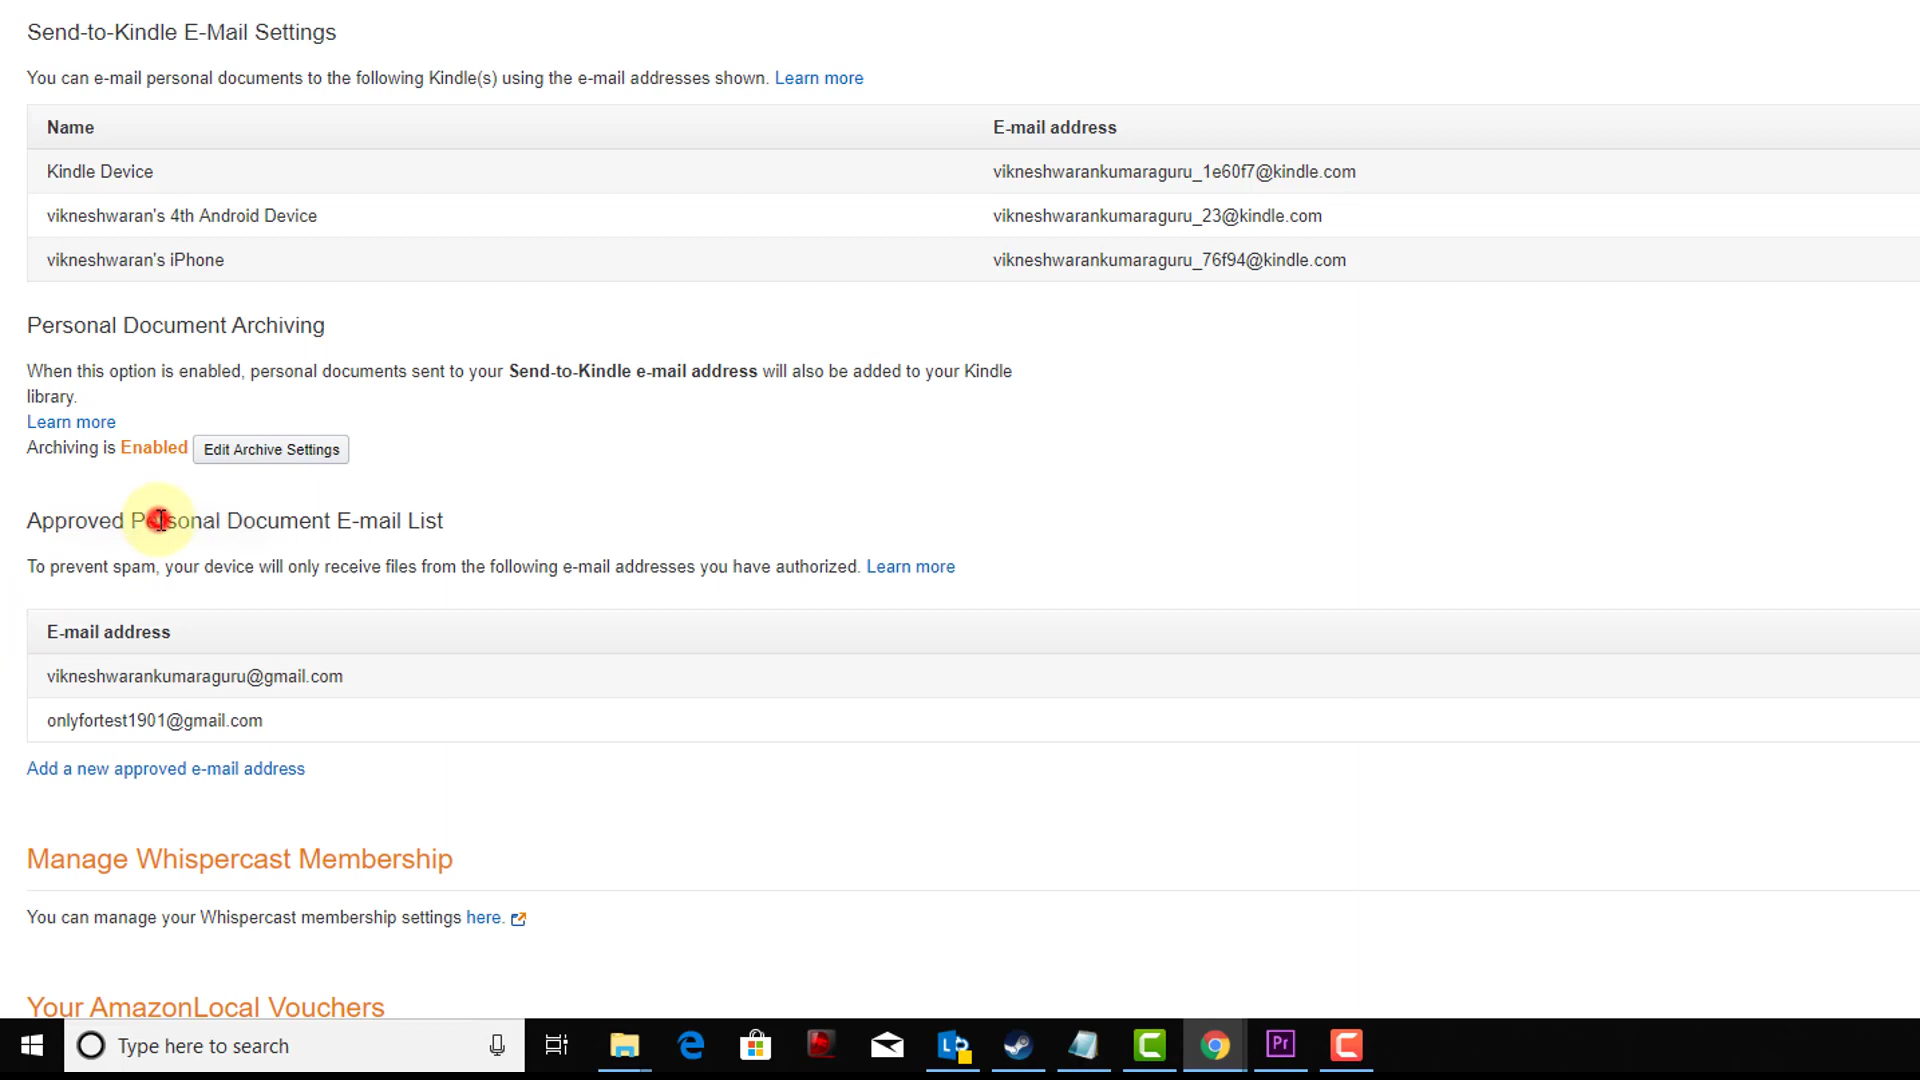 Send-to-Kindle E-Mail Settings
You can e-mail personal documents to the following Kindle(s) using the e-mail addresses shown. Learn more
Name E-mail address
Kindle Device vikneshwarankumaraguru_1e60f7@kindle.com
vikneshwaran's 4th Android Device vikneshwarankumaraguru_23@kindle.com
vikneshwaran's iPhone vikneshwarankumaraguru_76f94@kindle.com
Personal Document Archiving
When this option is enabled, personal documents sent to your Send-to-Kindle e-mail address will also be added to your Kindle
library.
Learn more
Archiving is Enabled Edit Archive Settings
Approved Personal Document E-mail List
To prevent spam, your device will only receive files from the following e-mail addresses you have authorized. Learn more
E-mail address
vikneshwarankumaraguru@gmail.com
onlyfortest1901@gmail.com
Add a new approved e-mail address
Manage Whispercast Membership
You can manage your Whispercast membership settings here.
Your AmazonLocal Vouchers
Type here to search
Pr